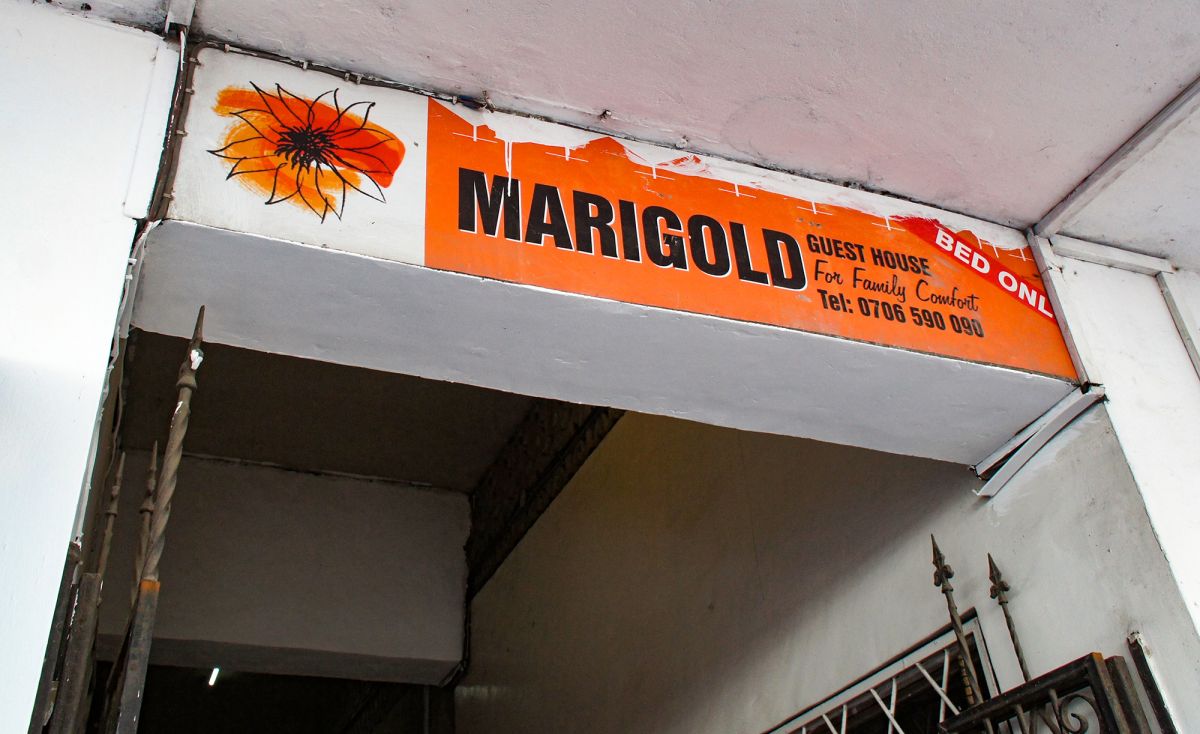 MARIGOLD
GUEST HOUSE
For Family Comfort
Tel: 0706 590 090
BED ONL